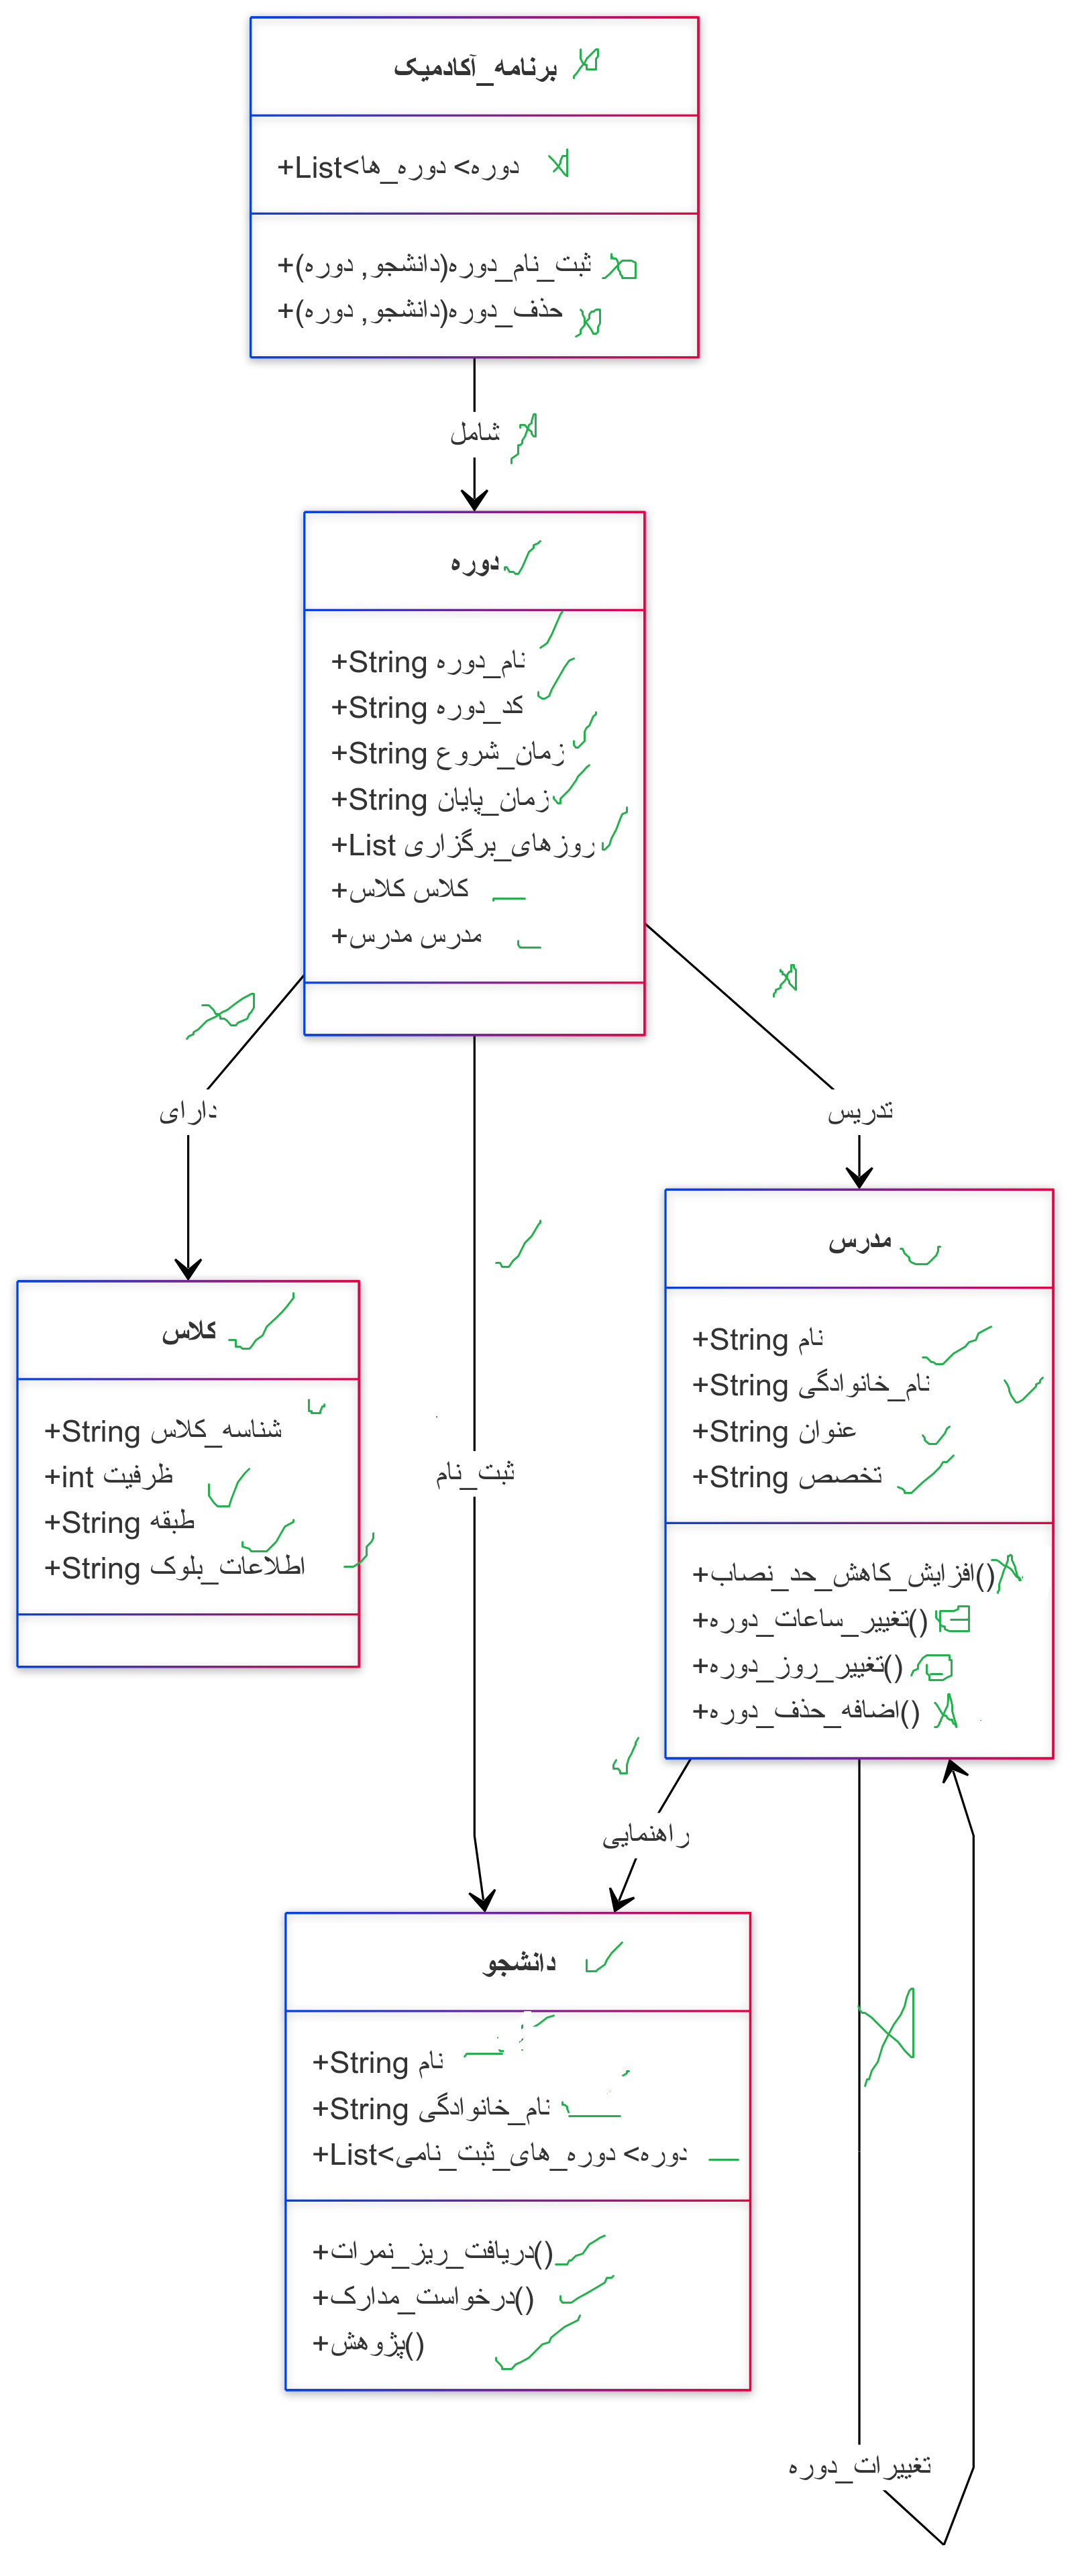 برنامه_آکادمیک
+List<دوره> دوره_ها
+ثبت_نام_دوره(دانشجو, دوره)
+حذف_دوره(دانشجو, دوره)
شامل
دوره
+String نام_دوره
+String کد_دوره
+String زمان_شروع
+String زمان_پایان
+List روزهای_برگزاری
+کلاس کلاس
+مدرس مدرس
دارای
تدریس
مدرس
+String نام
+String نام_خانوادگی
+String عنوان
+String تخصص
+افزایش_کاهش_حد_نصاب()
+تغییر_ساعات_دوره()
+تغییر_روز_دوره()
+اضافه_حذف_دوره()
کلاس
+String شناسه_کلاس
+int ظرفیت
+String طبقه
+String اطلاعات_بلوک
ثبت_نام
راهنمایی
دانشجو
+String نام
+String نام_خانوادگی
+List<دوره> دوره_های_ثبت_نامی
+دریافت_ریز_نمرات()
+درخواست_مدارک()
+پژوهش()
تغییرات_دوره